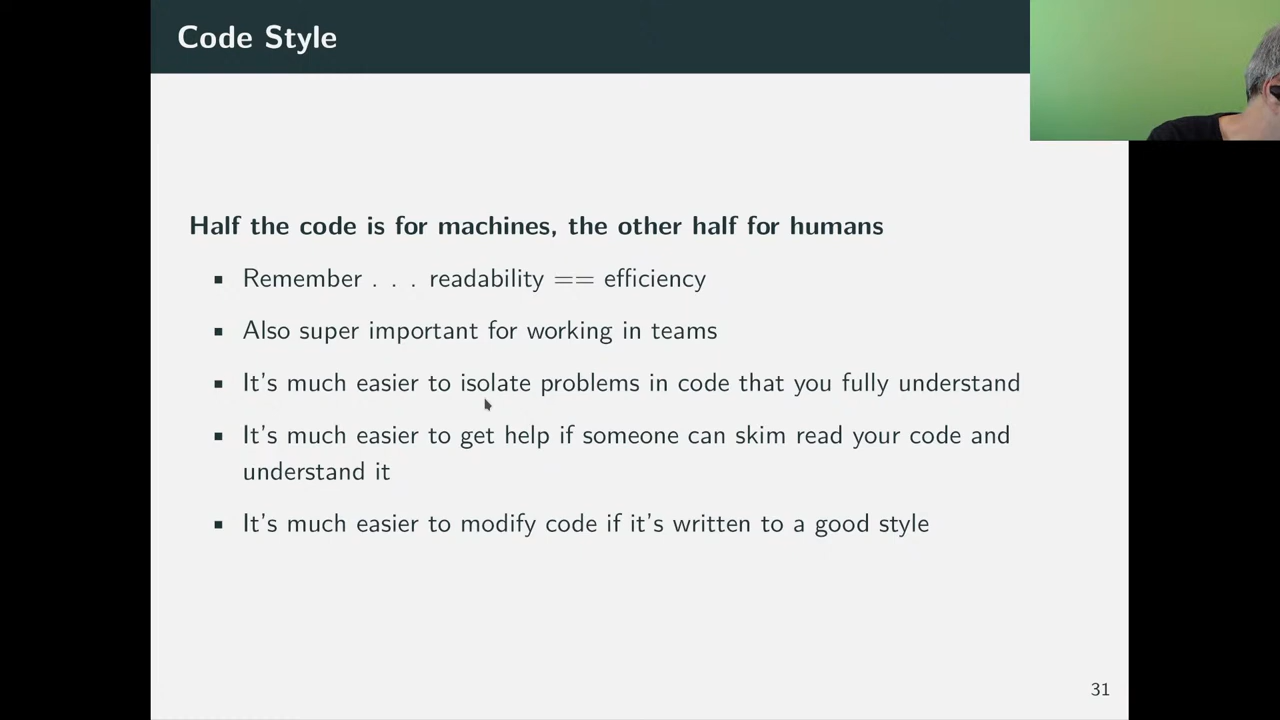 Code Style
Half the code is for machines, the other half for humans
▪ Remember . . . readability == efficiency
▪ Also super important for working in teams
▪ It's much easier to isolate problems in code that you fully understand
▪ It's much easier to get help if someone can skim read your code and
understand it
▪ It's much easier to modify code if it's written to a good style
31